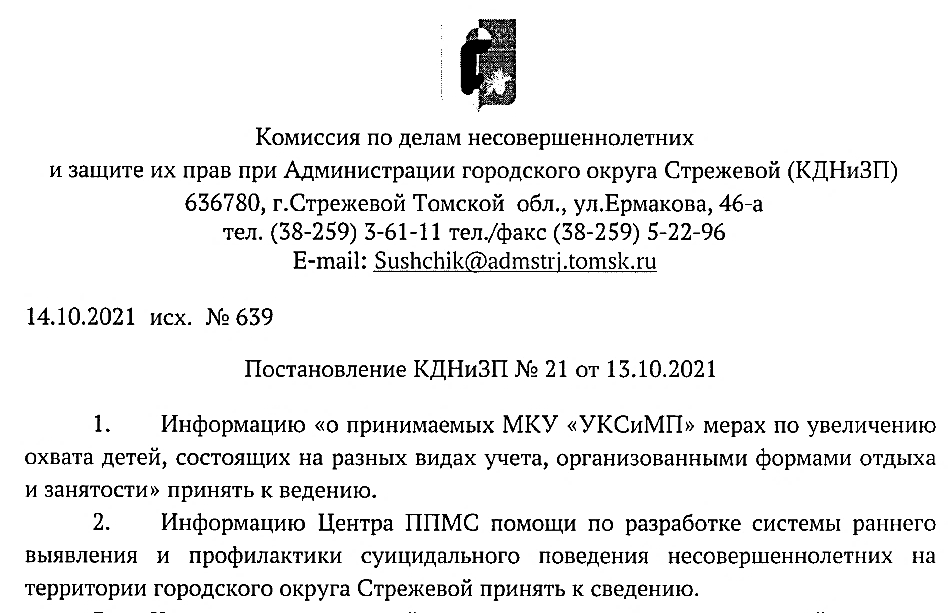 Комиссия по делам несовершеннолетних
и защите их прав при Администрации городского округа Стрежевой (КДНиЗП)
636780, г.Стрежевой Томской обл., ул.Ермакова, 46-а
тел. (38-259) 3-61-11 тел./факс (38-259) 5-22-96
E-mail: Sushchik@admstrj.tomsk.ru
14.10.2021 исх. № 639
Постановление КДНиЗП № 21 от 13.10.2021
1. Информацию «о принимаемых МКУ «УКСиМП» мерах по увеличению
охвата детей, состоящих на разных видах учета, организованными формами отдыха
и занятости» принять к ведению.
2. Информацию Центра ППМС помощи по разработке системы раннего
выявления и профилактики суицидального поведения несовершеннолетних на
территории городского округа Стрежевой принять к сведению.